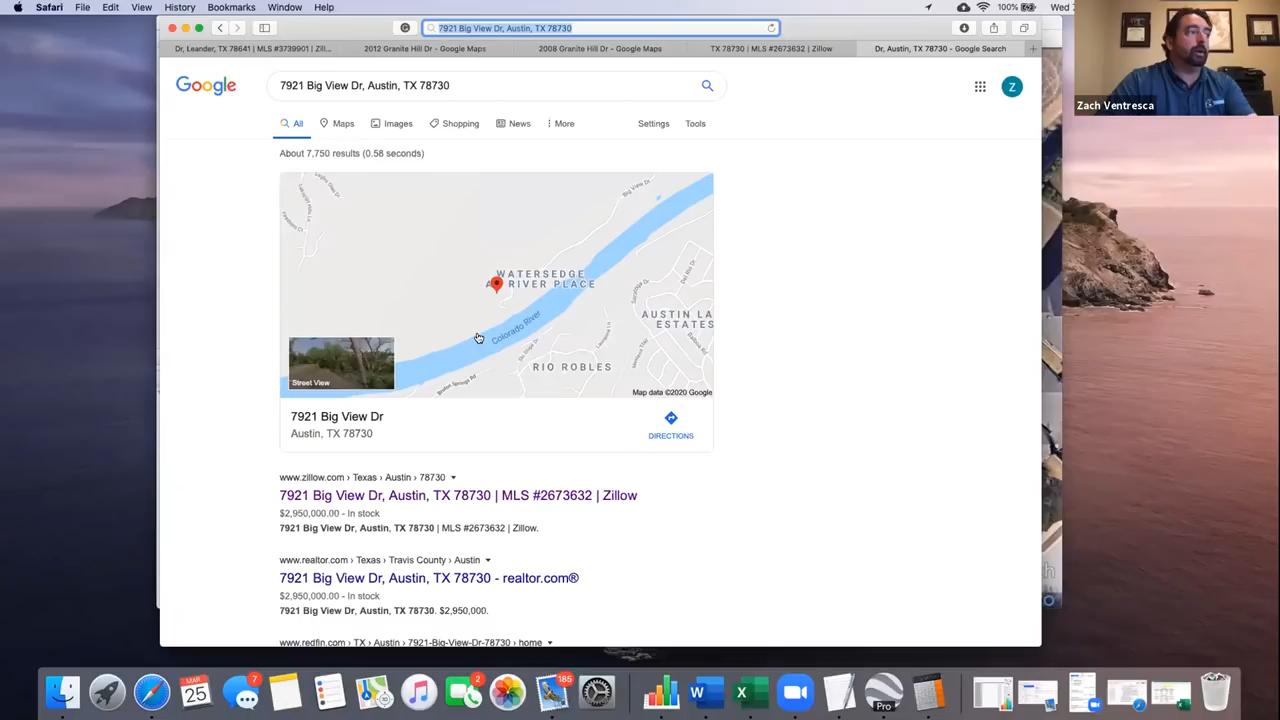 Safari File Edit View History Bookmarks Window Help 100% Wed
7921 Big View Dr, Austin, TX 78730
Dr, Leander, TX 78641 | MLS #3739901 | Zill... 2012 Granite Hill Dr - Google Maps 2008 Granite Hill Dr - Google Maps TX 78730 | MLS #2673632 | Zillow Dr, Austin, TX 78730 - Google Search
Google 7921 Big View Dr, Austin, TX 78730 Z
Zach Ventresca
All Maps Images Shopping News More Settings Tools
About 7,750 results (0.58 seconds)
Big View Dr
WATERSEDGE
AT RIVER PLACE
AUSTIN LA
ESTATES
Colorado River
RIO ROBLES
Street View
Map data ©2020 Google
7921 Big View Dr
Austin, TX 78730
DIRECTIONS
www.zillow.com › Texas › Austin › 78730
7921 Big View Dr, Austin, TX 78730 | MLS #2673632 | Zillow
$2,950,000.00 - In stock
7921 Big View Dr, Austin, TX 78730 | MLS #2673632 | Zillow.
www.realtor.com › Texas › Travis County › Austin
7921 Big View Dr, Austin, TX 78730 - realtor.com®
$2,950,000.00 - In stock
7921 Big View Dr, Austin, TX 78730. $2,950,000.
www.redfin.com › TX › Austin › 7921-Big-View-Dr-78730 › home
MAR
25
7
2
185
W
X
Pro